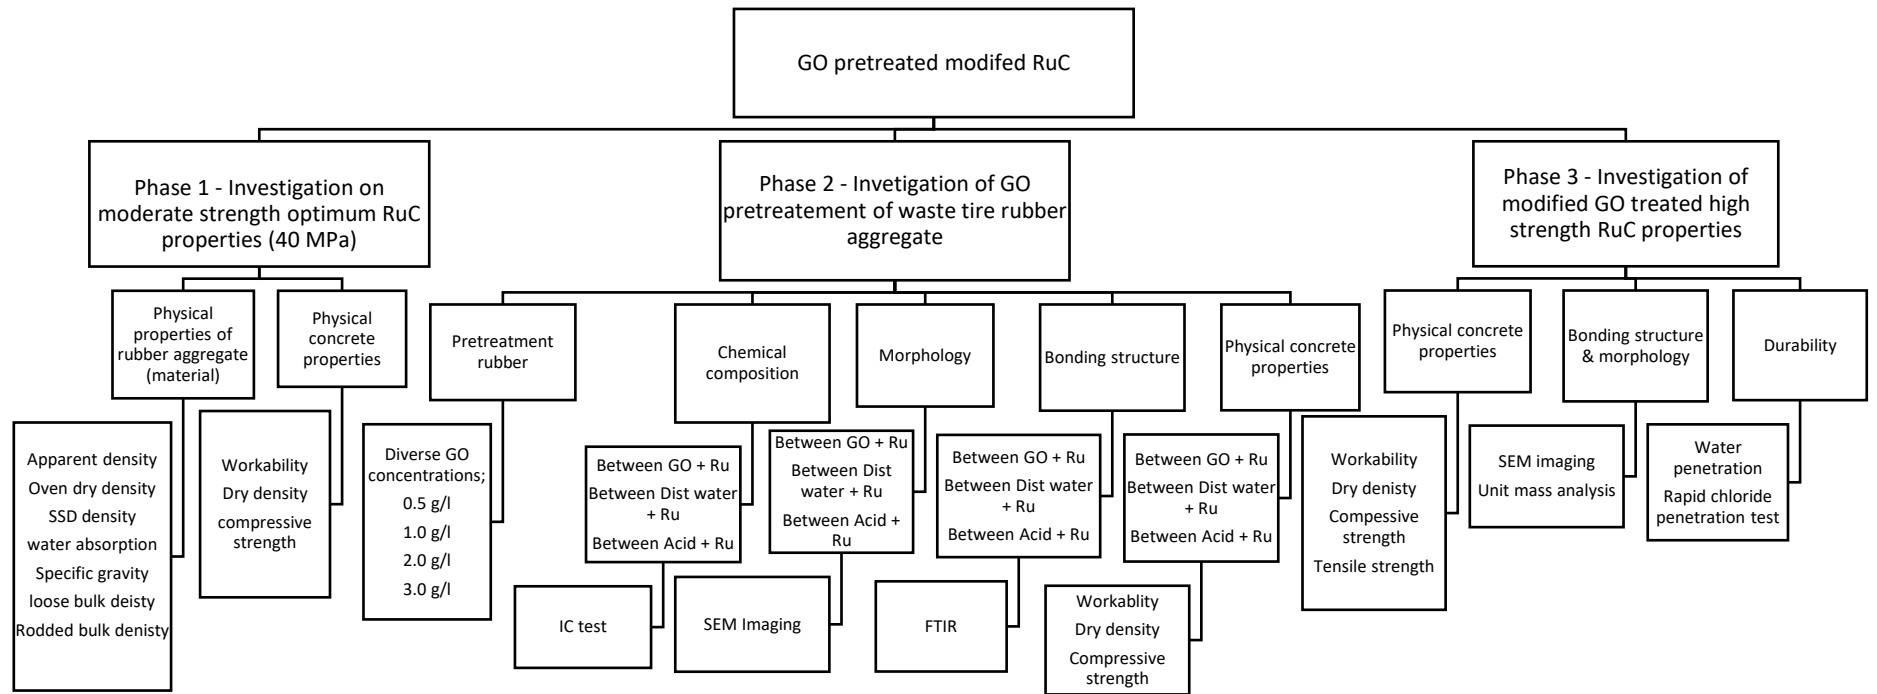 GO pretreated modifed RuC
Phase 1 - Investigation on
moderate strength optimum RuC
properties (40 MPa)
Phase 2 - Invetigation of GO
pretreatement of waste tire rubber
aggregate
Phase 3 - Investigation of
modified GO treated high
strength RuC properties
Physical
properties of
rubber aggregate
(material)
Physical
concrete
properties
Pretreatment
rubber
Chemical
composition
Morphology
Bonding structure
Physical concrete
properties
Physical concrete
properties
Bonding structure
& morphology
Durability
Apparent density
Oven dry density
SSD density
water absorption
Specific gravity
loose bulk deisty
Rodded bulk denisty
Workability
Dry density
compressive
strength
Diverse GO
concentrations;
0.5 g/l
1.0 g/l
2.0 g/l
3.0 g/l
Between GO + Ru
Between Dist water
+ Ru
Between Acid + Ru
IC test
Between GO + Ru
Between Dist
water + Ru
Between Acid +
Ru
SEM Imaging
Between GO + Ru
Between Dist water
+ Ru
Between Acid + Ru
FTIR
Between GO + Ru
Between Dist water
+ Ru
Between Acid + Ru
Workablity
Dry density
Compressive
strength
Workability
Dry denisty
Compessive
strength
Tensile strength
SEM imaging
Unit mass analysis
Water
penetration
Rapid chloride
penetration test